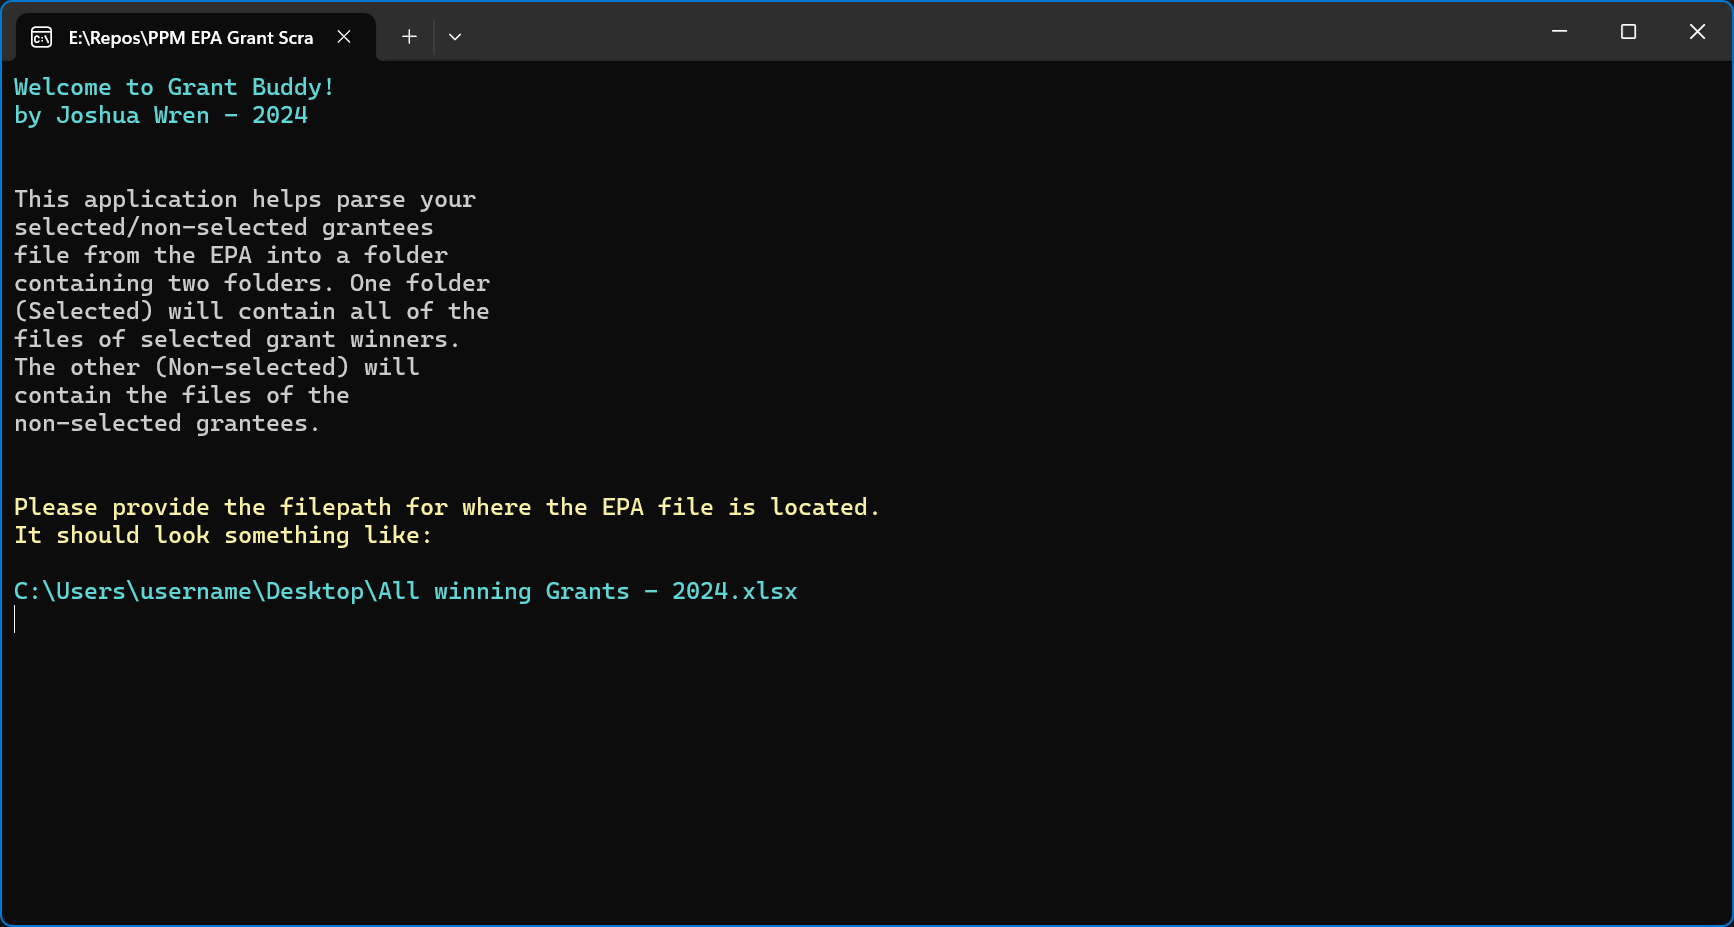 E:\Repos\PPM EPA Grant Scra
Welcome to Grant Buddy!
by Joshua Wren - 2024
This application helps parse your
selected/non-selected grantees
file from the EPA into a folder
containing two folders. One folder
(Selected) will contain all of the
files of selected grant winners.
The other (Non-selected) will
contain the files of the
non-selected grantees.
Please provide the filepath for where the EPA file is located.
It should look something like:
C:\Users\username\Desktop\All winning Grants - 2024.xlsx